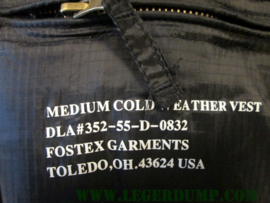 MEDIUM COLD WEATHER VEST
DLA#352-55-D-0832
FOSTEX GARMENTS
TOLEDO,OH.43624 USA
WWW.LEGERDUMP.COM